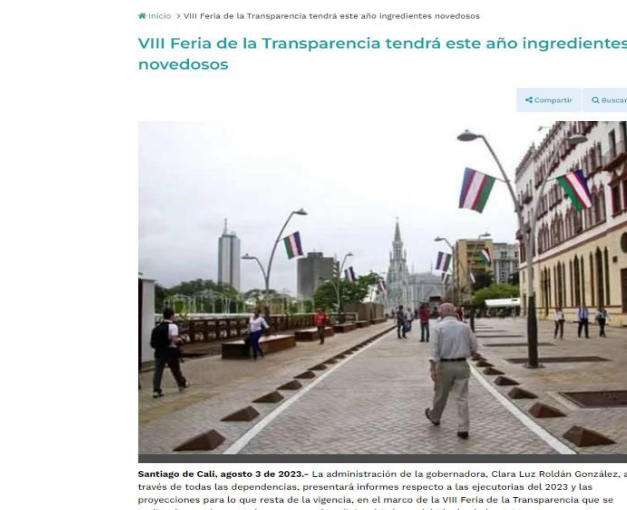 Inicio > VIII Feria de la Transparencia tendrá este año ingredientes novedosos
VIII Feria de la Transparencia tendrá este año ingredientes
novedosos
Compartir Buscar
Santiago de Cali, agosto 3 de 2023.- La administración de la gobernadora, Clara Luz Roldán González, a
través de todas las dependencias, presentará informes respecto a las ejecutorias del 2023 y las
proyecciones para lo que resta de la vigencia, en el marco de la VIII Feria de la Transparencia que se